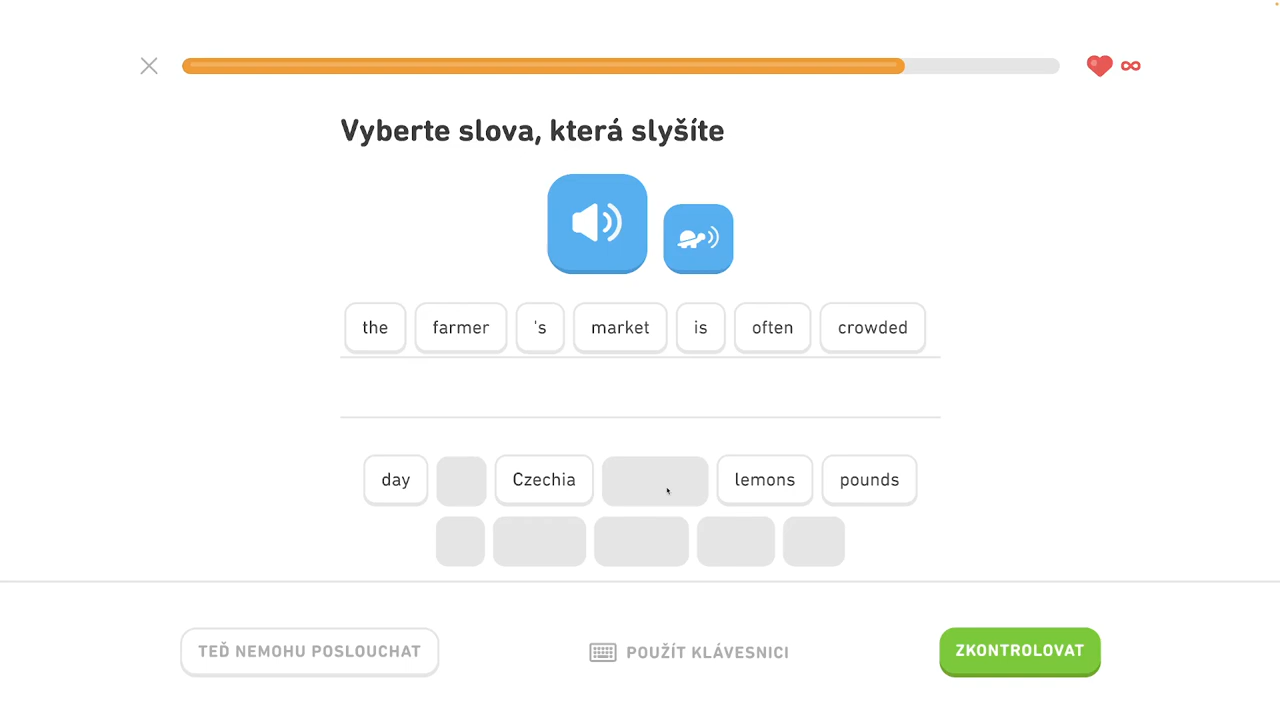 Vyberte slova, která slyšíte
the farmer 's market is often crowded
day Czechia lemons pounds
TEĎ NEMOHU POSLOUCHAT POUŽÍT KLÁVESNICI ZKONTROLOVAT